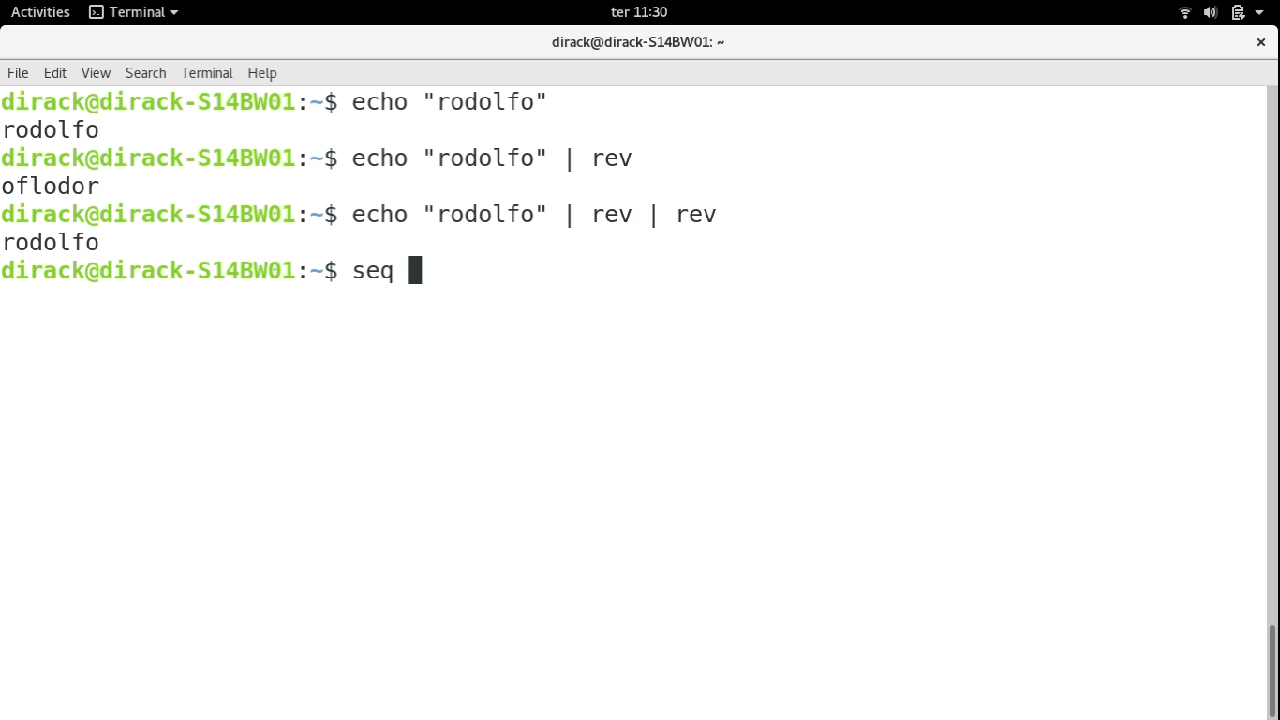 Activities Terminal ter 11:30
dirack@dirack-S14BW01: ~ ×
File Edit View Search Terminal Help
dirack@dirack-S14BW01:~$ echo "rodolfo"
rodolfo
dirack@dirack-S14BW01:~$ echo "rodolfo" | rev
oflodor
dirack@dirack-S14BW01:~$ echo "rodolfo" | rev | rev
rodolfo
dirack@dirack-S14BW01:~$ seq